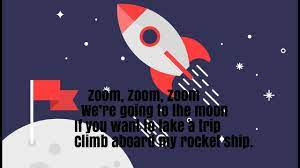 Zoom, Zoom, Zoom
We're going to the moon
If you want to take a trip
Climb aboard my rocket ship.